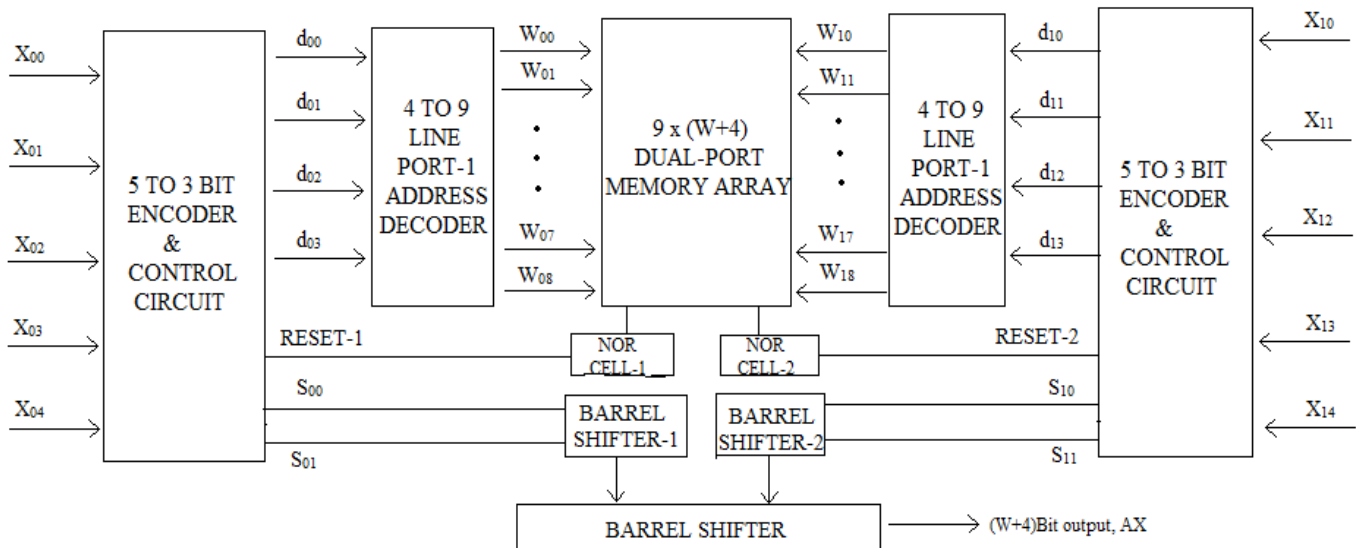 X00
X01
X02
X03
X04
5 TO 3 BIT
ENCODER
&
CONTROL
CIRCUIT
d00
d01
d02
d03
4 TO 9
LINE
PORT-1
ADDRESS
DECODER
W00
W01
W07
W08
9 x (W+4)
DUAL-PORT
MEMORY ARRAY
W10
W11
W17
W18
4 TO 9
LINE
PORT-1
ADDRESS
DECODER
d10
d11
d12
d13
5 TO 3 BIT
ENCODER
&
CONTROL
CIRCUIT
X10
X11
X12
X13
X14
RESET-1
NOR
CELL-1
NOR
CELL-2
RESET-2
S00
S01
BARREL
SHIFTER-1
BARREL
SHIFTER-2
S10
S11
BARREL SHIFTER
(W+4)Bit output, AX